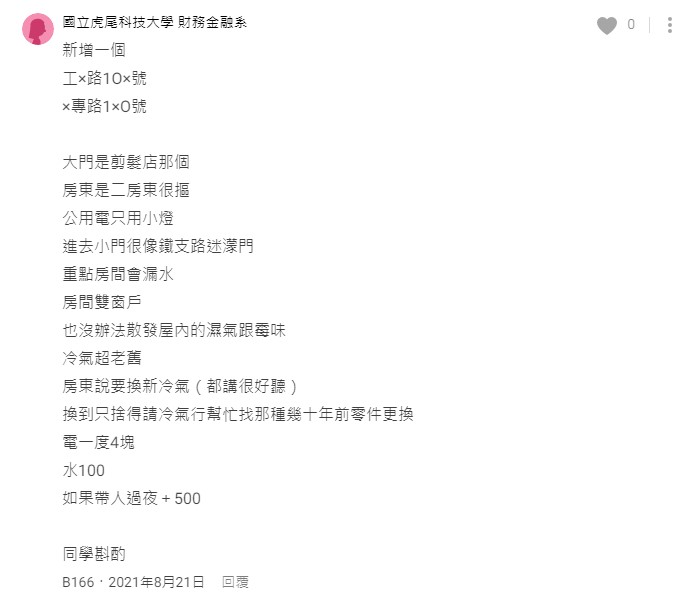 國立虎尾科技大學 財務金融系
0
新增一個
工×路1O×號
×專路1×O號
大門是剪髮店那個
房東是二房東很摳
公用電只用小燈
進去小門很像鐵支路迷濛門
重點房間會漏水
房間雙窗戶
也沒辦法散發屋內的濕氣跟霉味
冷氣超老舊
房東說要換新冷氣（都講很好聽）
換到只捨得請冷氣行幫忙找那種幾十年前零件更換
電一度4塊
水100
如果帶人過夜+500
同學斟酌
B166・2021年8月21日 回覆